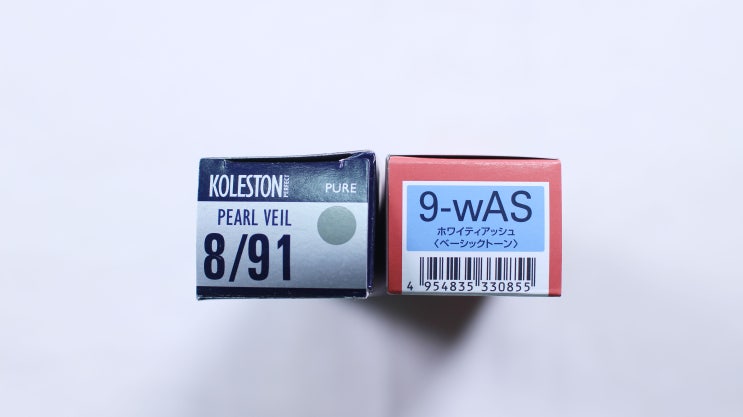 KOLESTON
PERFECT
PURE
PEARL VEIL
8/91
9-wAS
ホワイティアッシュ
〈ベーシックトーン〉
4 954835 330855